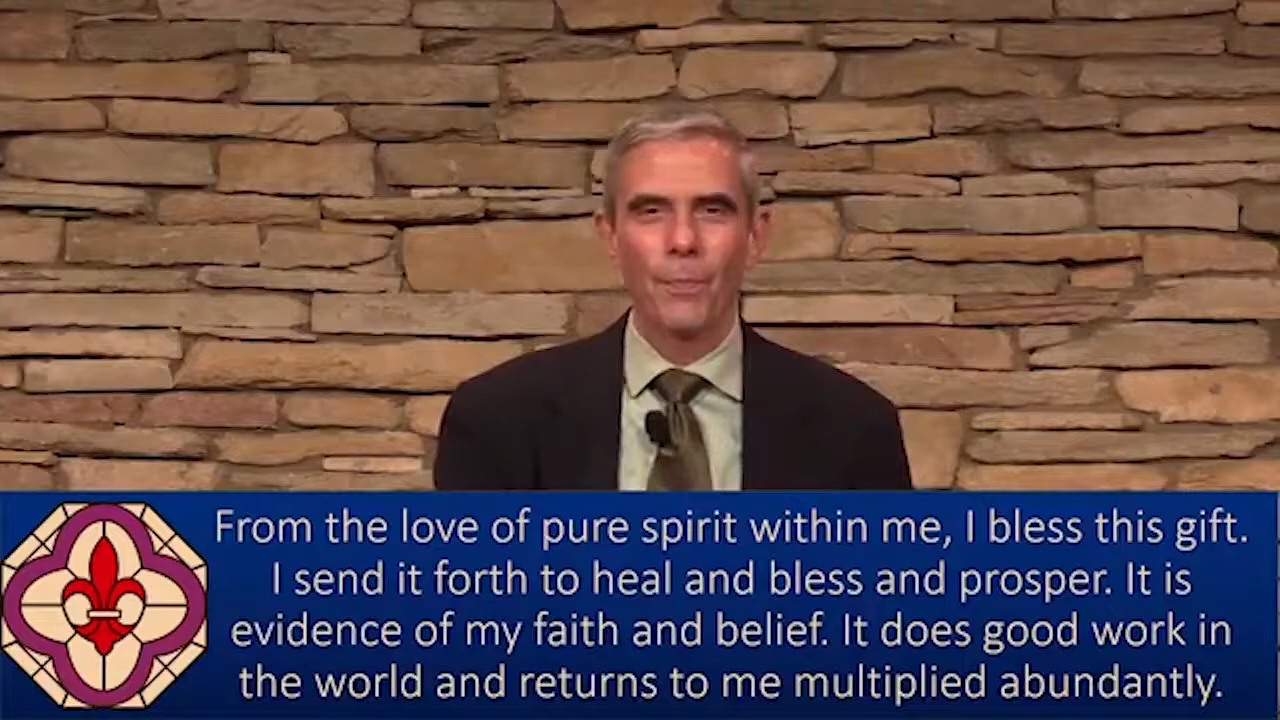 From the love of pure spirit within me, I bless this gift.
I send it forth to heal and bless and prosper. It is
evidence of my faith and belief. It does good work in
the world and returns to me multiplied abundantly.